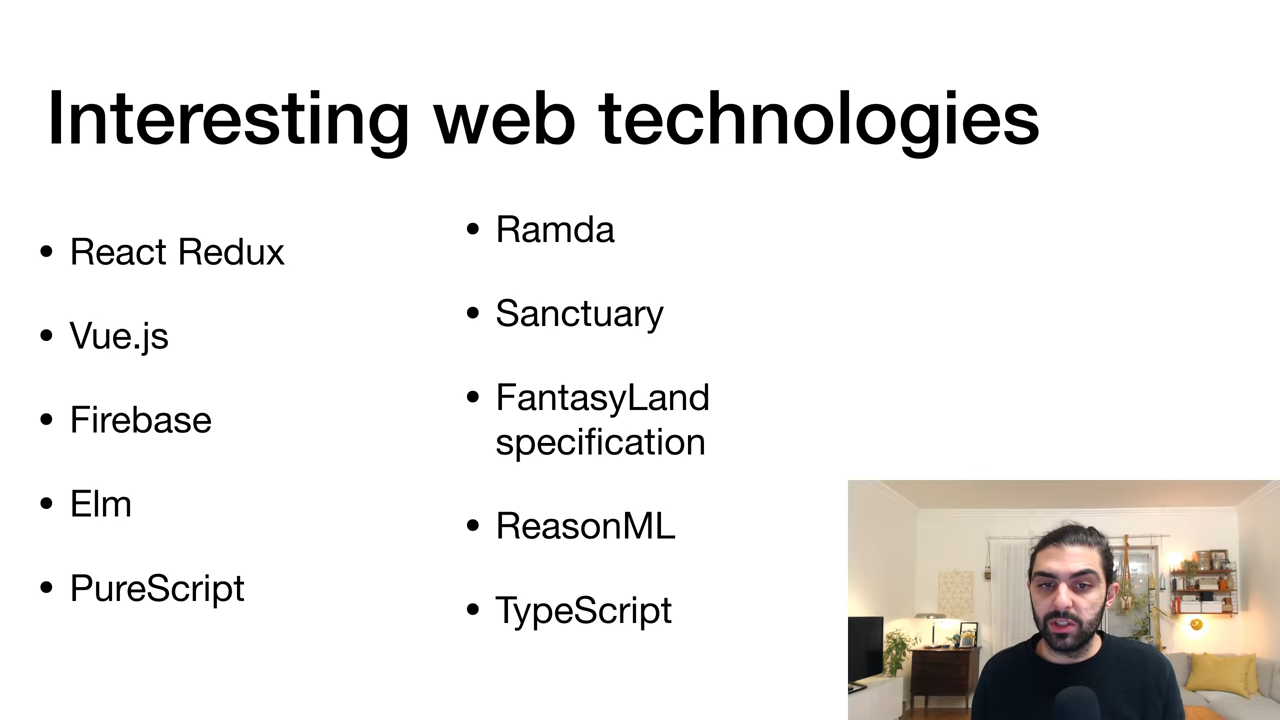 Interesting web technologies
• React Redux
• Vue.js
• Firebase
• Elm
• PureScript
• Ramda
• Sanctuary
• FantasyLand
specification
• ReasonML
• TypeScript